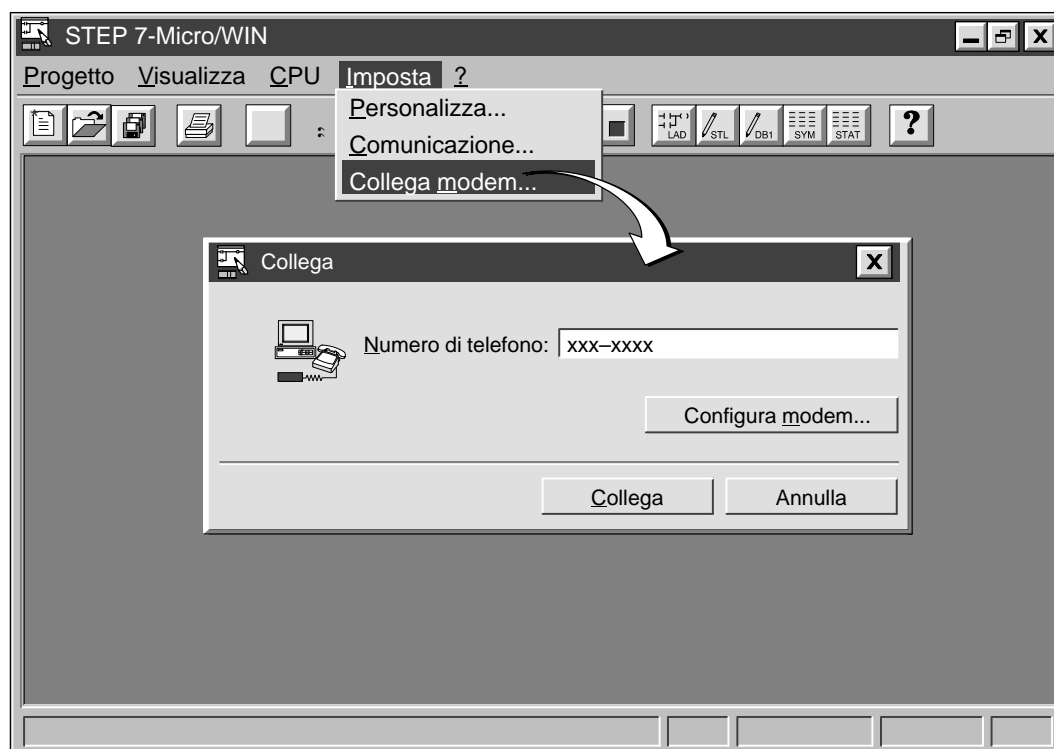 STEP 7-Micro/WIN
Progetto Visualizza CPU Imposta ?
Personalizza...
Comunicazione...
Collega modem...
LAD STL DB1 SYM STAT ?
Collega
Numero di telefono: xxx–xxxx
Configura modem...
Collega Annulla